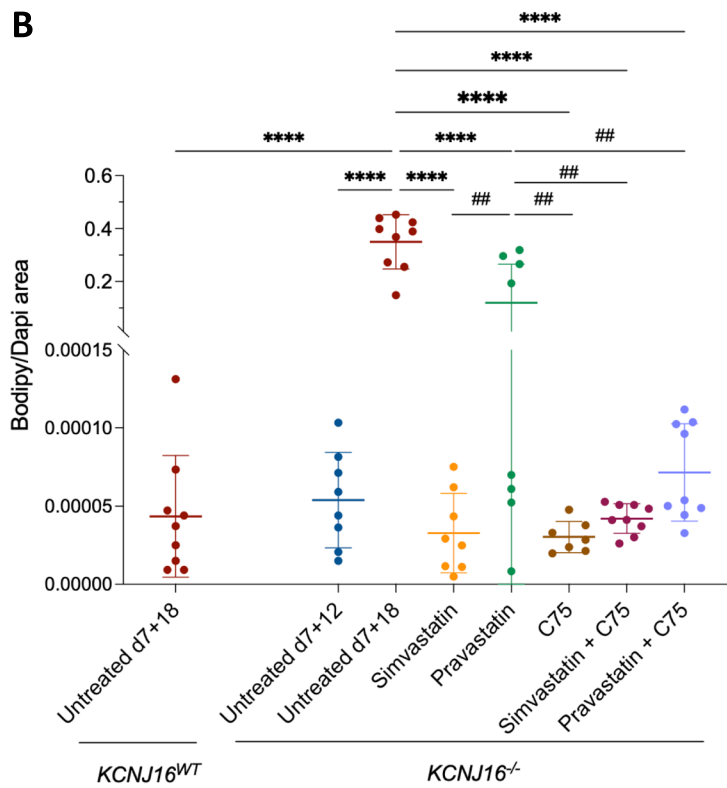 B
****
****
****
**** **** ##
**** **** ##
## ##
0.6
0.4
0.2
0.00015
0.00010
0.00005
0.00000
Bodipy/Dapi area
Untreated d7+18
Untreated d7+12
Untreated d7+18
Simvastatin
Pravastatin
C75
Simvastatin + C75
Pravastatin + C75
KCNJ16WT
KCNJ16-/-